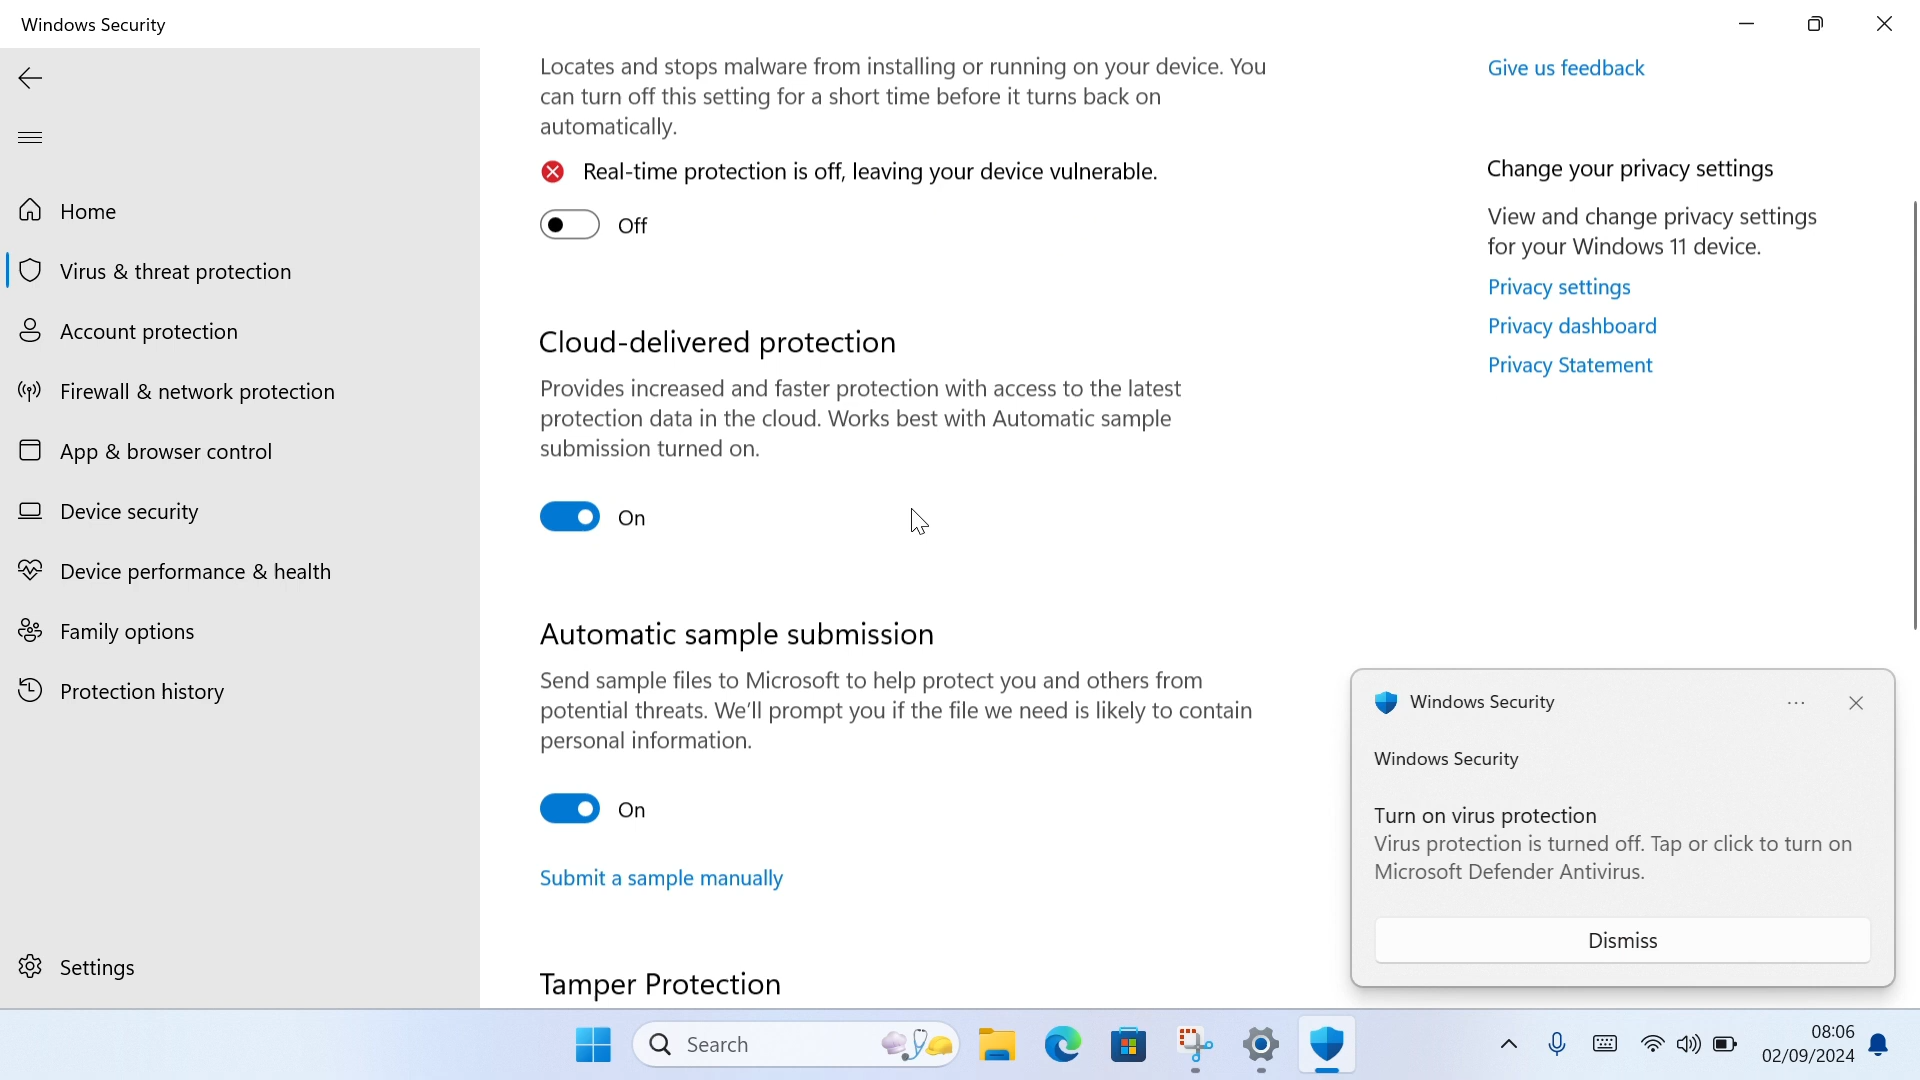 Windows Security
Home
Virus & threat protection
Account protection
Firewall & network protection
App & browser control
Device security
Device performance & health
Family options
Protection history
Settings
Locates and stops malware from installing or running on your device. You
can turn off this setting for a short time before it turns back on
automatically.
Real-time protection is off, leaving your device vulnerable.
Off
Cloud-delivered protection
Provides increased and faster protection with access to the latest
protection data in the cloud. Works best with Automatic sample
submission turned on.
On
Automatic sample submission
Send sample files to Microsoft to help protect you and others from
potential threats. We'll prompt you if the file we need is likely to contain
personal information.
On
Submit a sample manually
Tamper Protection
Give us feedback
Change your privacy settings
View and change privacy settings
for your Windows 11 device.
Privacy settings
Privacy dashboard
Privacy Statement
Windows Security
Windows Security
Turn on virus protection
Virus protection is turned off. Tap or click to turn on
Microsoft Defender Antivirus.
Dismiss
Search
08:06
02/09/2024